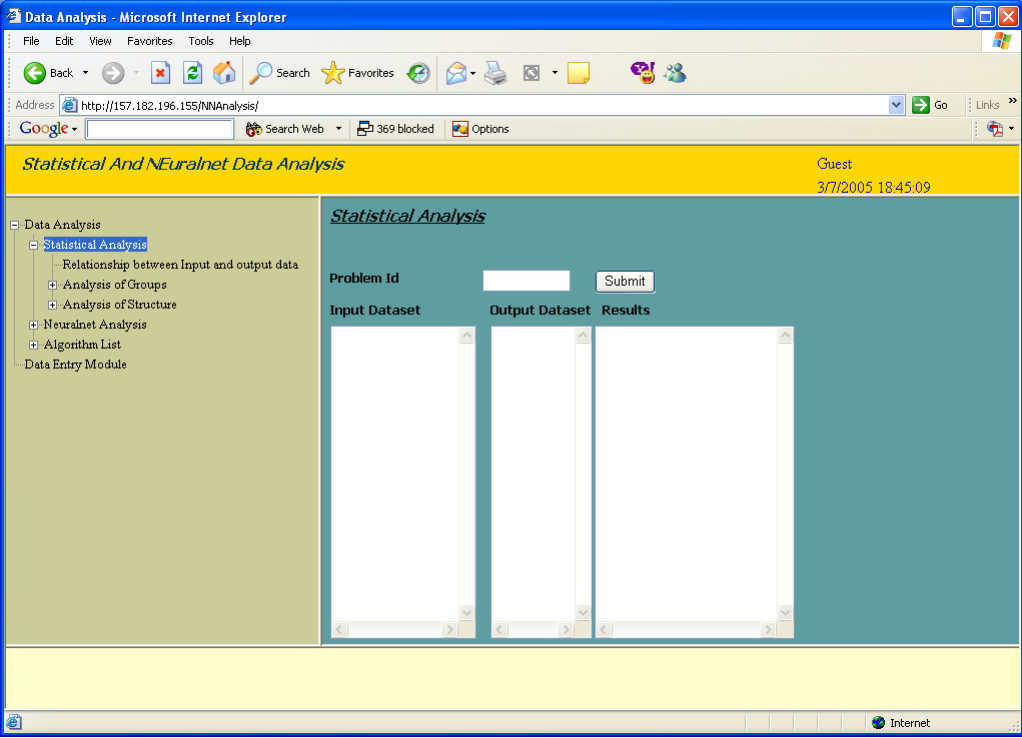 Data Analysis - Microsoft Internet Explorer
File Edit View Favorites Tools Help
Back Search Favorites
Address http://157.182.196.155/NNAnalysis/ Go Links »
Google Search Web 369 blocked Options
Statistical And NEuralnet Data Analysis
Guest
3/7/2005 18:45:09
Data Analysis
Statistical Analysis
Relationship between Input and output data
Analysis of Groups
Analysis of Structure
Neuralnet Analysis
Algorithm List
Data Entry Module
Statistical Analysis
Problem Id Submit
Input Dataset Output Dataset Results
Internet